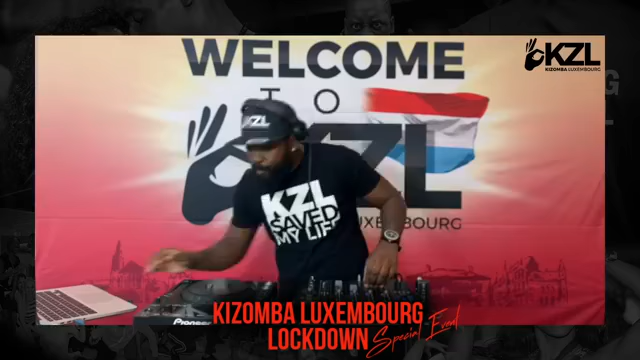 WELCOME
TO
KZL
KIZOMBA LUXEMBOURG
KZL
KZL
LUXEMBOURG
KZL
SAVED
MY LIFE
Pioneer
KIZOMBA LUXEMBOURG
LOCKDOWN Special Event